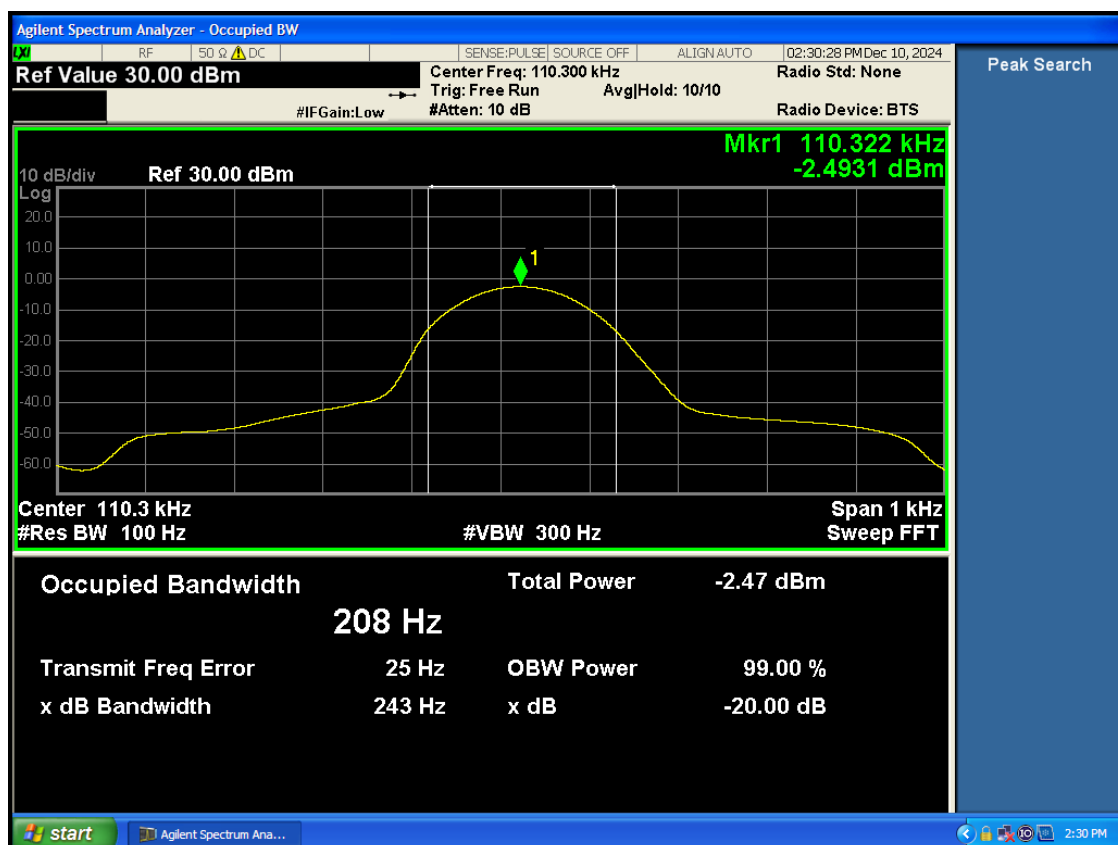 Agilent Spectrum Analyzer - Occupied BW
LXI RF 50 Ω DC SENSE:PULSE SOURCE OFF ALIGN AUTO 02:30:28 PM Dec 10, 2024
Ref Value 30.00 dBm
Center Freq: 110.300 kHz
Radio Std: None
Trig: Free Run Avg|Hold: 10/10
#IFGain:Low #Atten: 10 dB Radio Device: BTS
Peak Search
Mkr1 110.322 kHz
-2.4931 dBm
10 dB/div Ref 30.00 dBm
Log
20.0
10.0
1
0.00
-10.0
-20.0
-30.0
-40.0
-50.0
-60.0
Center 110.3 kHz Span 1 kHz
#Res BW 100 Hz #VBW 300 Hz Sweep FFT
Occupied Bandwidth Total Power -2.47 dBm
208 Hz
Transmit Freq Error 25 Hz OBW Power 99.00 %
x dB Bandwidth 243 Hz x dB -20.00 dB
start Agilent Spectrum Ana... 2:30 PM